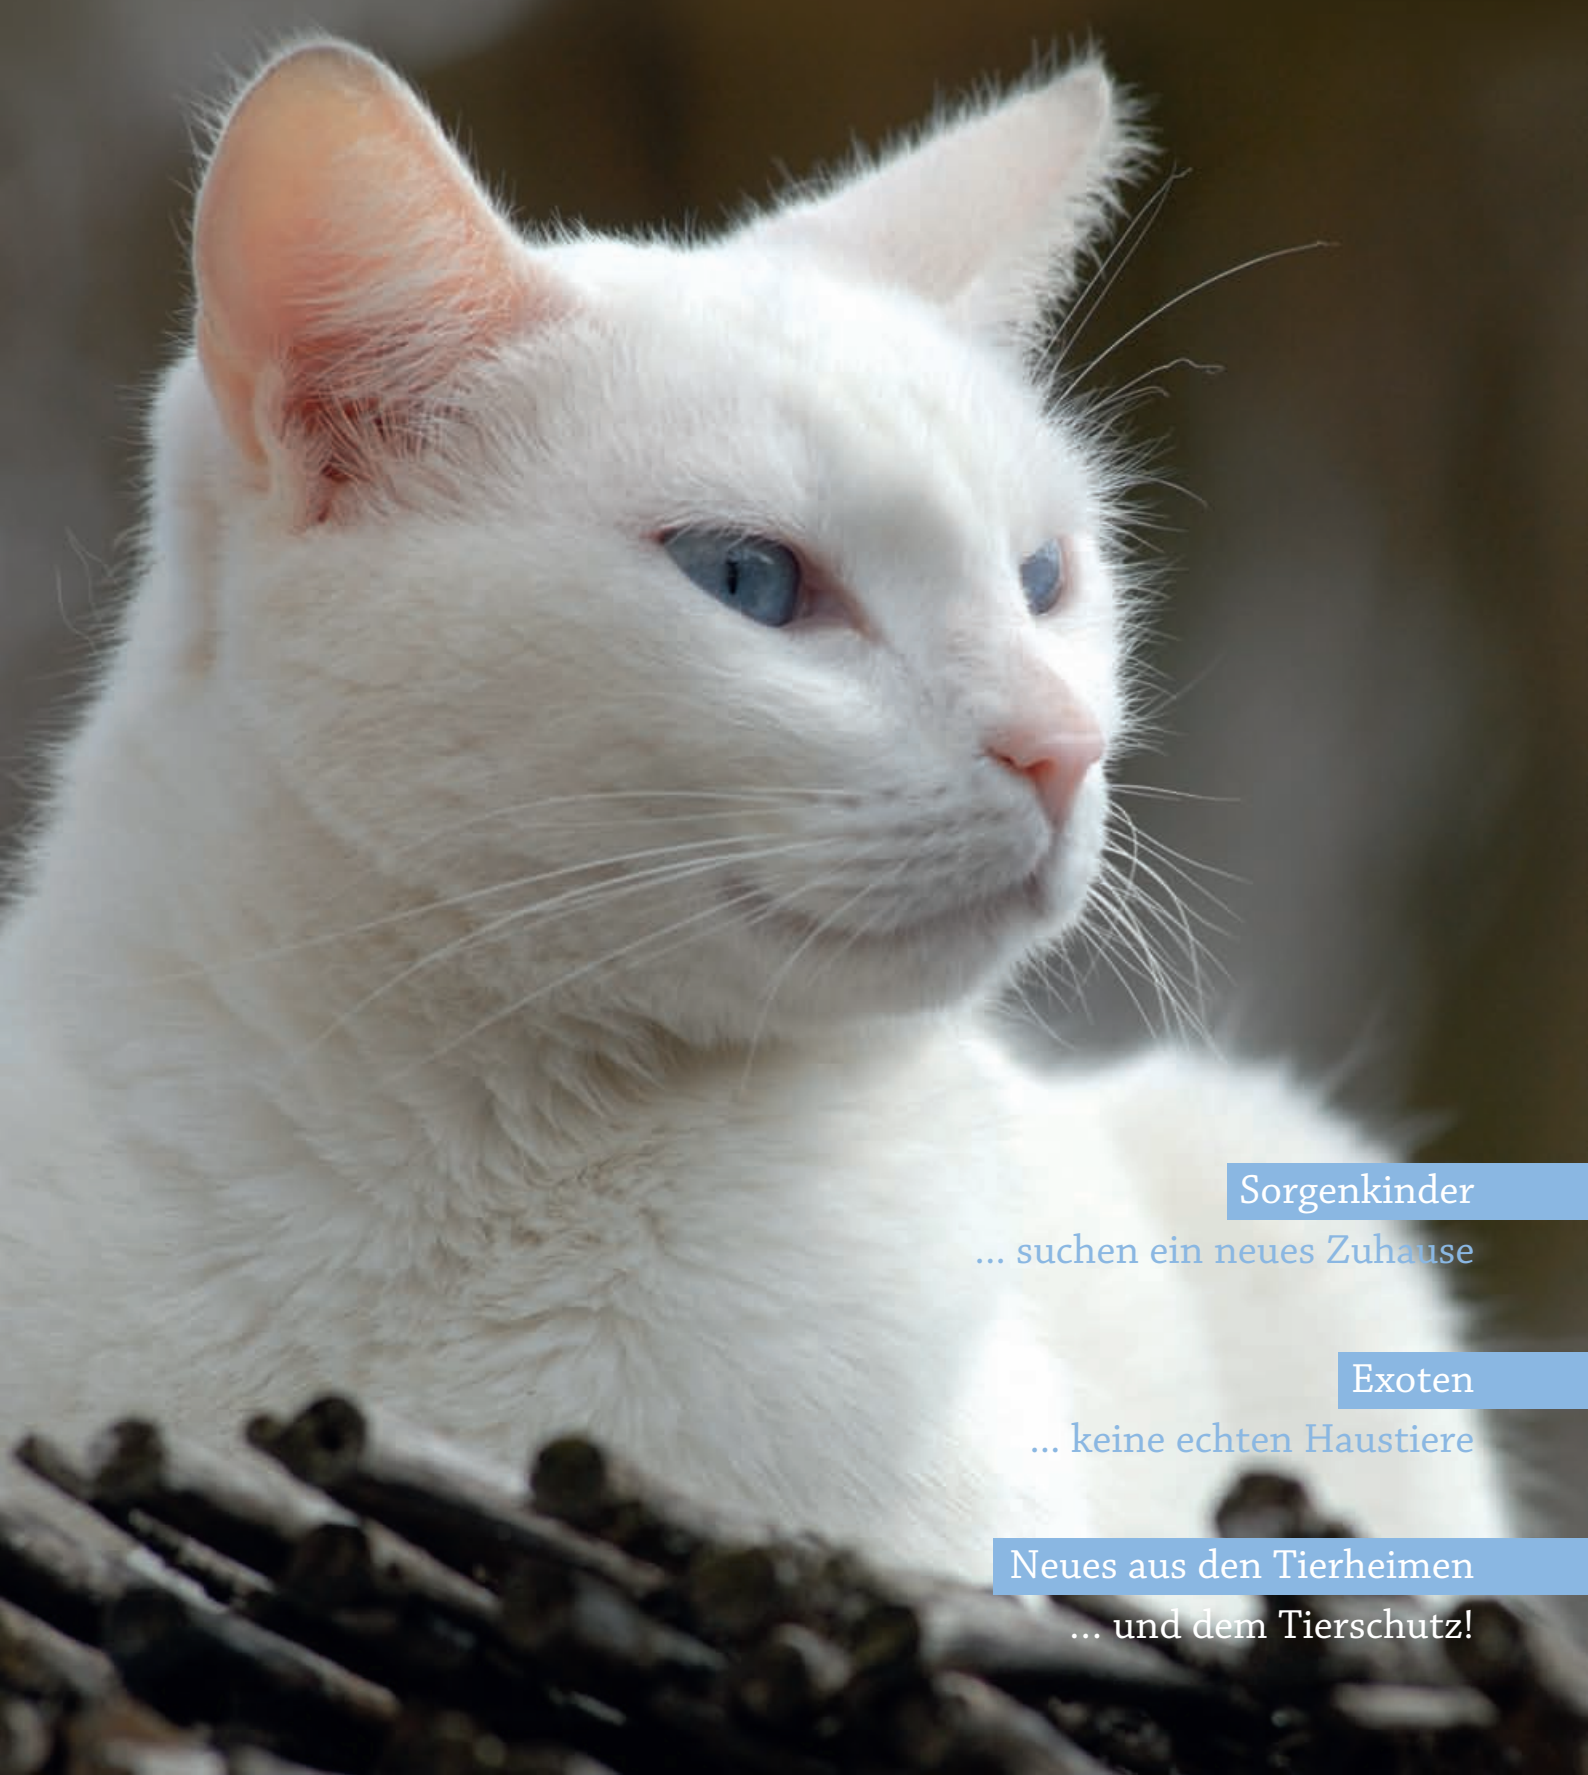 Sorgenkinder
... suchen ein neues Zuhause
Exoten
... keine echten Haustiere
Neues aus den Tierheimen
... und dem Tierschutz!